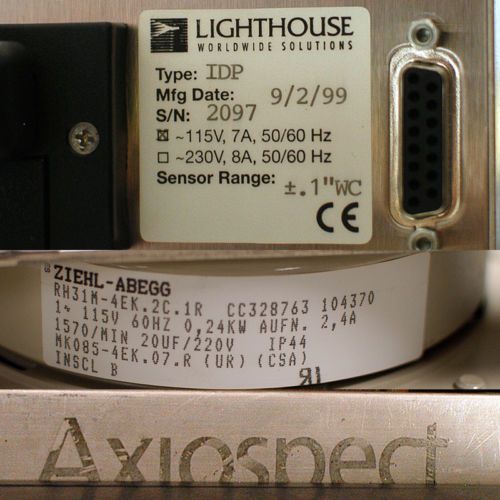 LIGHTHOUSE
WORLDWIDE SOLUTIONS
Type: IDP
Mfg Date: 9/2/99
S/N: 2097
☒ ~115V, 7A, 50/60 Hz
☐ ~230V, 8A, 50/60 Hz
Sensor Range: ±.1"WC
CE
ZIEHL-ABEGG
RH31M-4EK.2C.1R CC328763 104370
1~ 115V 60HZ 0,24KW AUFN. 2,4A
1570/MIN 20UF/220V IP44
MK085-4EK.07.R (UR) (CSA)
INSCL B
Axiospect